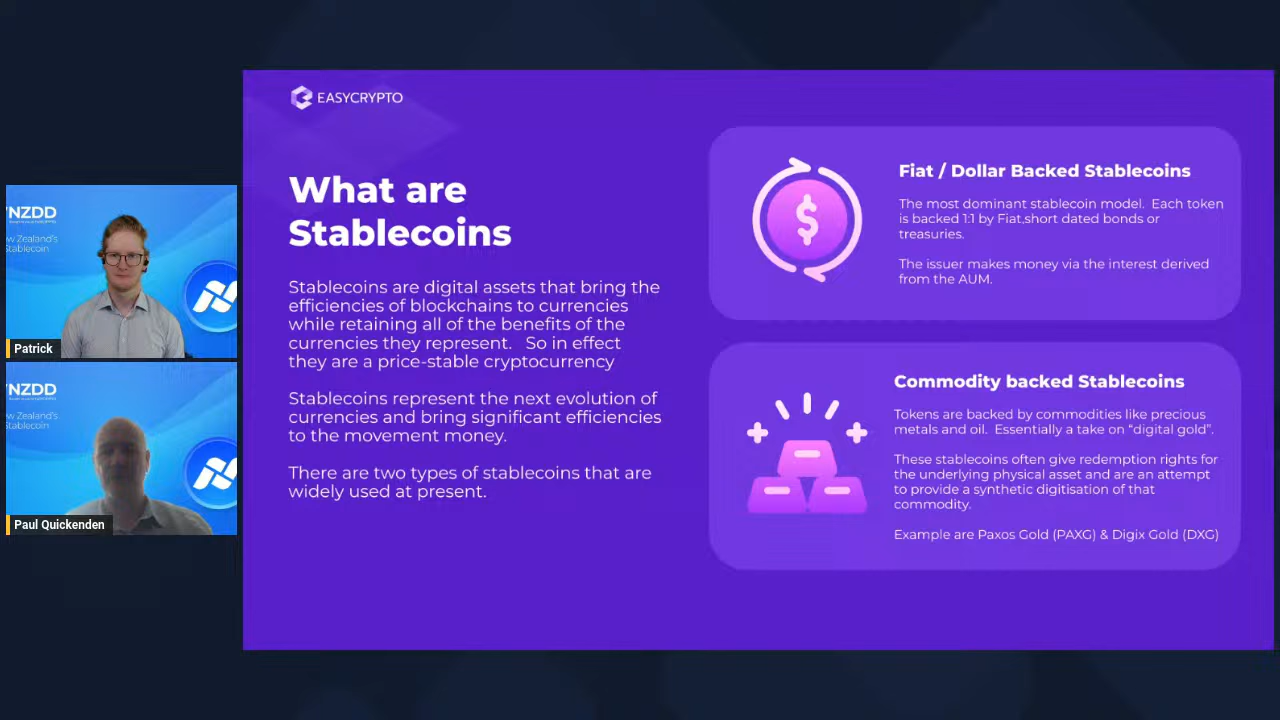 EASYCRYPTO
What are
Stablecoins
Stablecoins are digital assets that bring the
efficiencies of blockchains to currencies
while retaining all of the benefits of the
currencies they represent. So in effect
they are a price-stable cryptocurrency
Stablecoins represent the next evolution of
currencies and bring significant efficiencies
to the movement money.
There are two types of stablecoins that are
widely used at present.
Fiat / Dollar Backed Stablecoins
The most dominant stablecoin model. Each token
is backed 1:1 by Fiat,short dated bonds or
treasuries.
The issuer makes money via the interest derived
from the AUM.
Commodity backed Stablecoins
Tokens are backed by commodities like precious
metals and oil. Essentially a take on “digital gold”.
These stablecoins often give redemption rights for
the underlying physical asset and are an attempt
to provide a synthetic digitisation of that
commodity.
Example are Paxos Gold (PAXG) & Digix Gold (DXG)
NZDD
w Zealand's
Stablecoin
Patrick
NZDD
w Zealand's
Stablecoin
Paul Quickenden